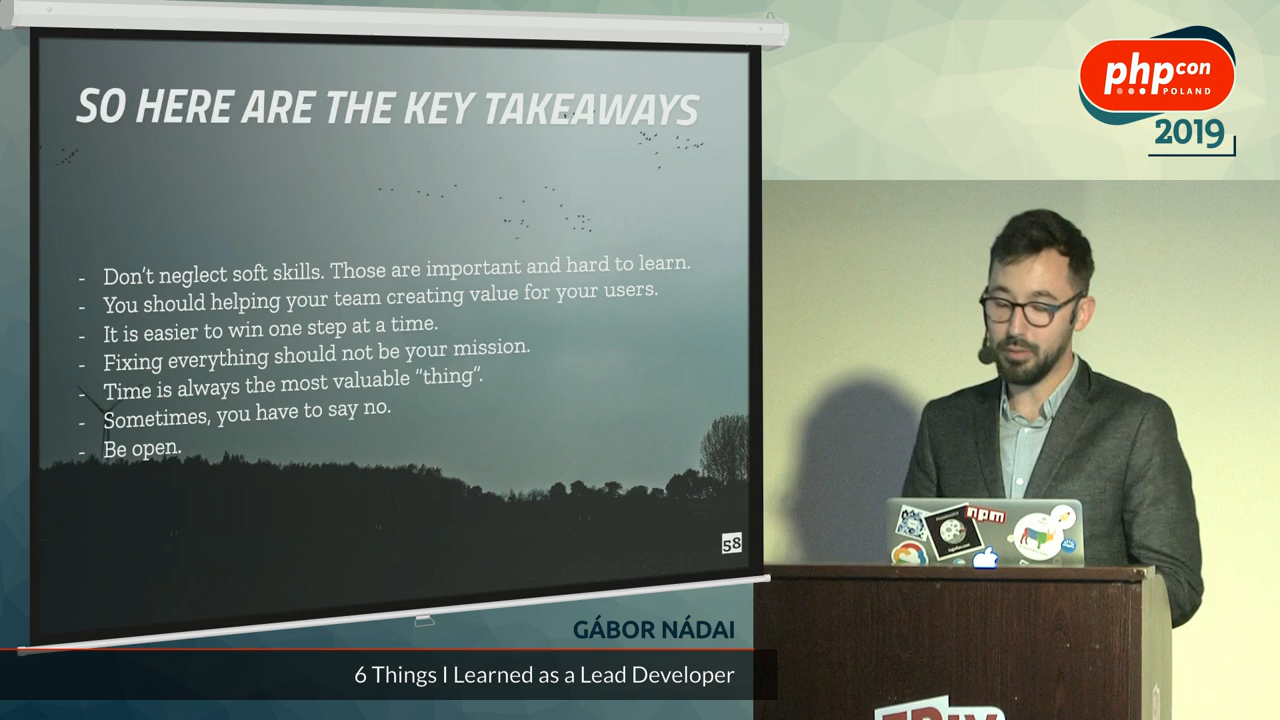 SO HERE ARE THE KEY TAKEAWAYS
- Don't neglect soft skills. Those are important and hard to learn.
- You should helping your team creating value for your users.
- It is easier to win one step at a time.
- Fixing everything should not be your mission.
- Time is always the most valuable “thing”.
- Sometimes, you have to say no.
- Be open.
58
GÁBOR NÁDAI
6 Things I Learned as a Lead Developer
phpcon
POLAND
2019
npm